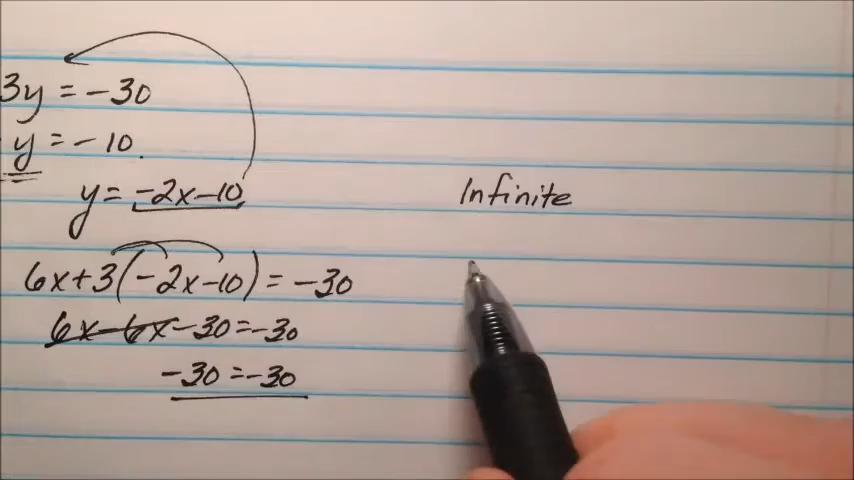 3y = -30
y = -10
y = -2x-10
Infinite
6x+3(-2x-10) = -30
6x-6x-30=-30
-30=-30